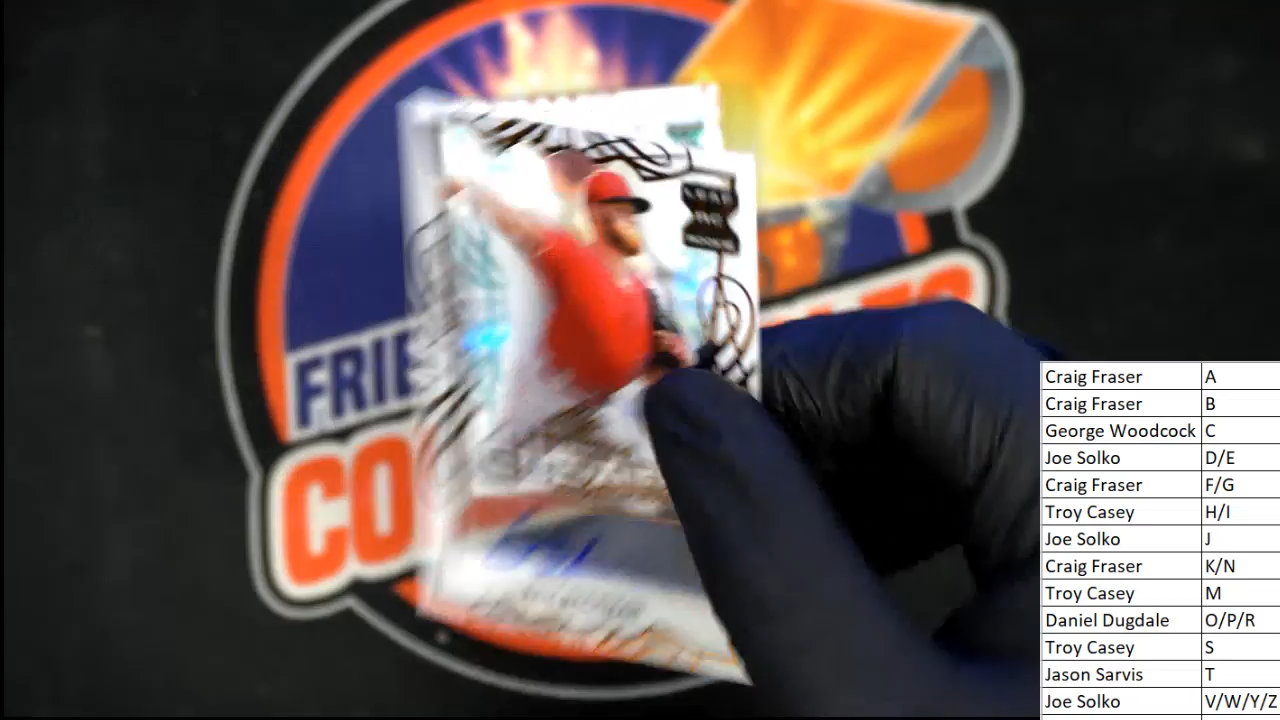 FRIE
CO
Craig Fraser A
Craig Fraser B
George Woodcock C
Joe Solko D/E
Craig Fraser F/G
Troy Casey H/I
Joe Solko J
Craig Fraser K/N
Troy Casey M
Daniel Dugdale O/P/R
Troy Casey S
Jason Sarvis T
Joe Solko V/W/Y/Z